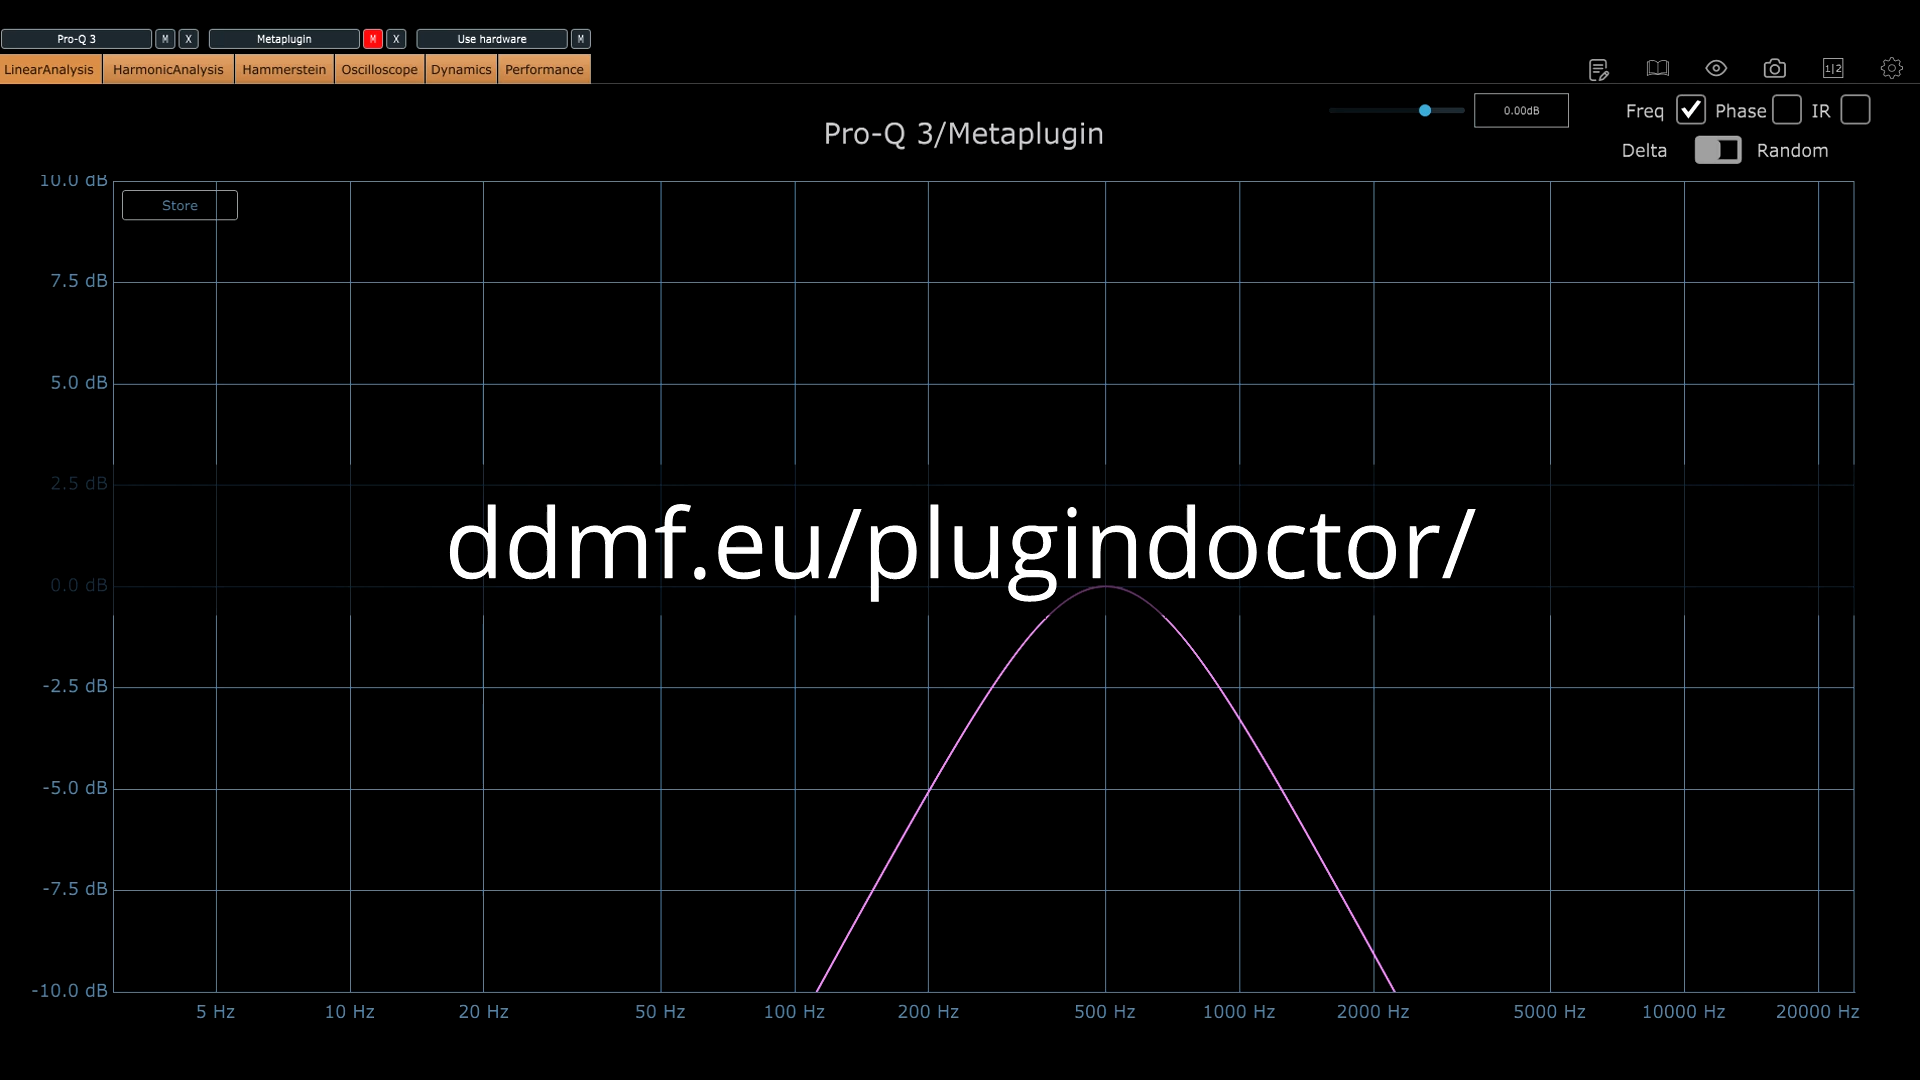 Pro-Q 3 M X Metaplugin M X Use hardware M
LinearAnalysis HarmonicAnalysis Hammerstein Oscilloscope Dynamics Performance
1|2
Pro-Q 3/Metaplugin
0.00dB
Freq Phase IR
Delta Random
Store
10.0 dB
7.5 dB
5.0 dB
2.5 dB
ddmf.eu/plugindoctor/
0.0 dB
-2.5 dB
-5.0 dB
-7.5 dB
-10.0 dB
5 Hz 10 Hz 20 Hz 50 Hz 100 Hz 200 Hz 500 Hz 1000 Hz 2000 Hz 5000 Hz 10000 Hz 20000 Hz